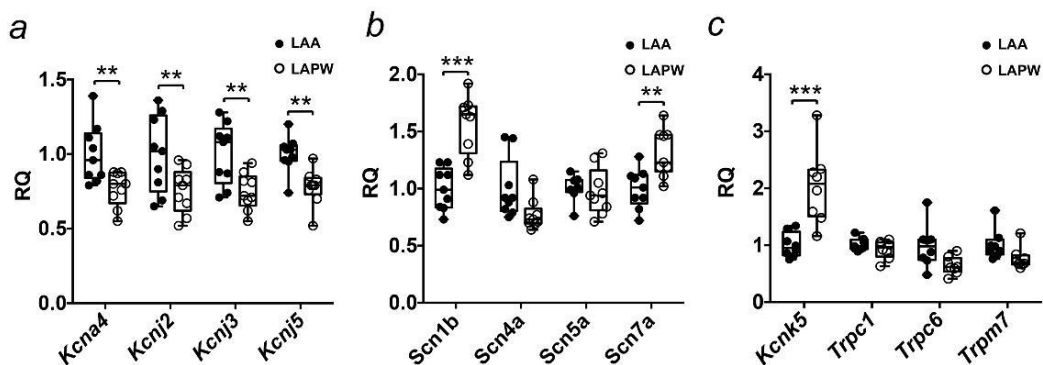 a
● LAA
○ LAPW
**
**
**
**
1.5
1.0
0.5
0.0
RQ
Kcna4
Kcnj2
Kcnj3
Kcnj5
b
● LAA
○ LAPW
***
**
2.0
1.5
1.0
0.5
0.0
RQ
Scn1b
Scn4a
Scn5a
Scn7a
c
● LAA
○ LAPW
***
4
3
2
1
0
RQ
Kcnk5
Trpc1
Trpc6
Trpm7